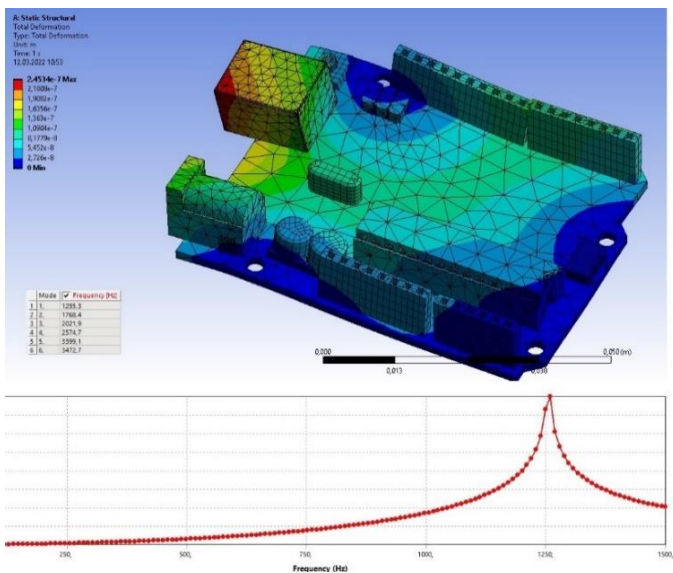 A: Static Structural
Total Deformation
Type: Total Deformation
Unit: m
Time: 1 s
12.03.2022 10:53
2,4534e-7 Max
2,1808e-7
1,9082e-7
1,6356e-7
1,363e-7
1,0904e-7
8,1779e-8
5,452e-8
2,726e-8
0 Min
Mode Frequency [Hz]
1 1,
2 2, 1768,4
3 3, 2021,9
4 4, 2574,7
5 5,
6 6, 3472,7
0,000 0,050 (m)
0,013 0,038
250, 500, 750, 1000, 1250, 1500,
Frequency (Hz)